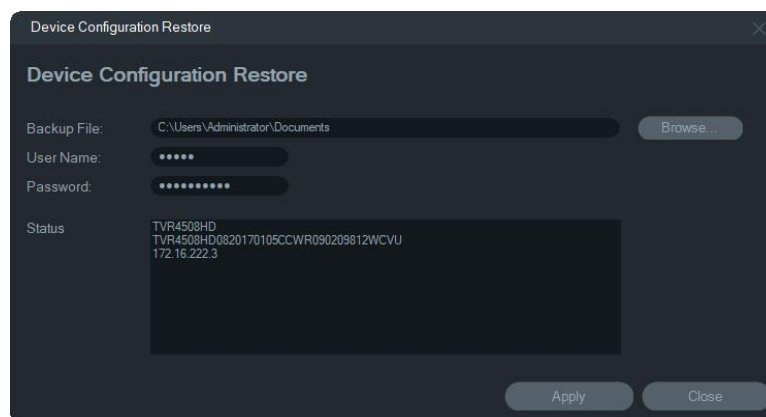 Device Configuration Restore
Device Configuration Restore
Backup File: C:\Users\Administrator\Documents Browse...
User Name: •••••
Password: ••••••••••
Status TVR4508HD
TVR4508HD0820170105CCWR090209812WCVU
172.16.222.3
Apply Close